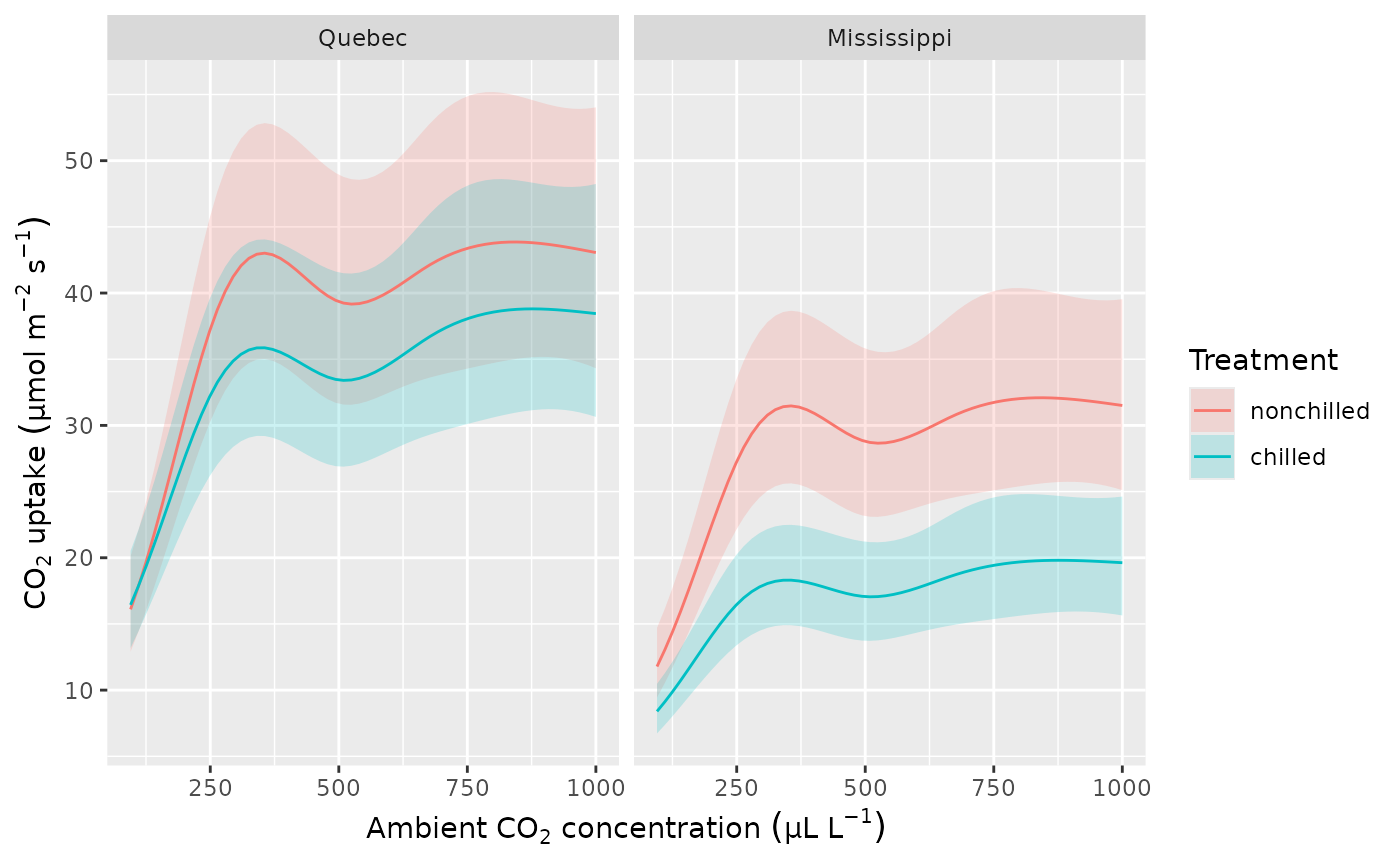 Quebec
Mississippi
CO₂ uptake (μmol m⁻² s⁻¹)
50
40
30
20
10
250 500 750 1000
250 500 750 1000
Ambient CO₂ concentration (μL L⁻¹)
Treatment
nonchilled
chilled